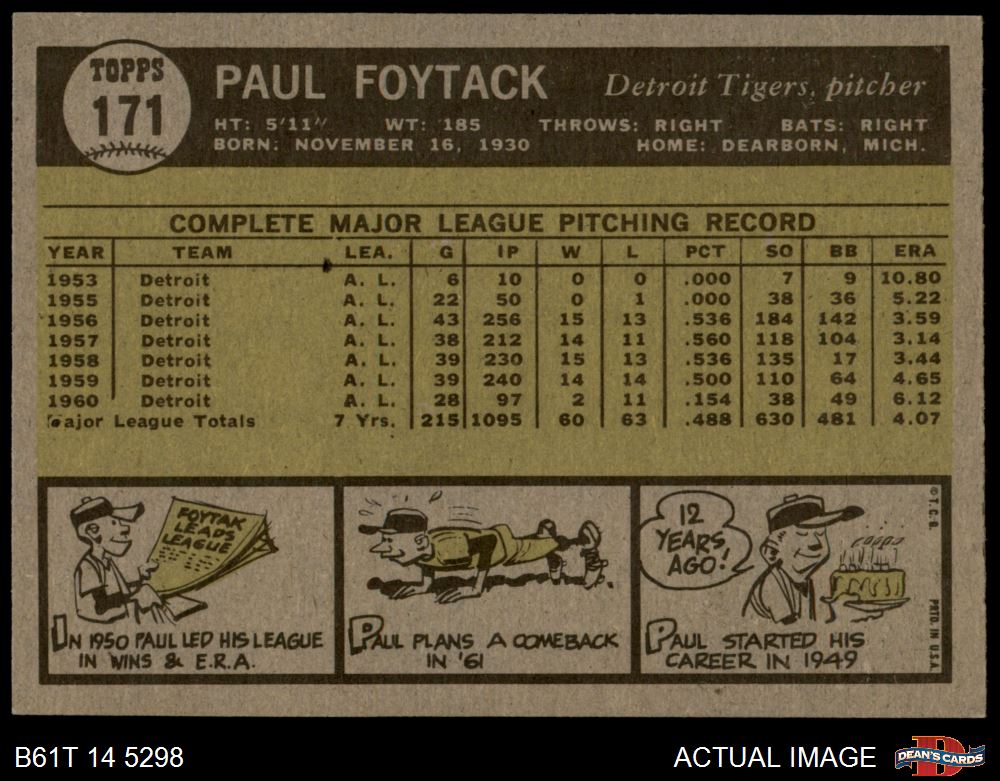 TOPPS
171
PAUL FOYTACK
Detroit Tigers, pitcher
HT: 5'11" WT: 185 THROWS: RIGHT BATS: RIGHT
BORN: NOVEMBER 16, 1930 HOME: DEARBORN, MICH.
COMPLETE MAJOR LEAGUE PITCHING RECORD
YEAR TEAM LEA. G IP W L PCT SO BB ERA
1953 Detroit A. L. 6 10 0 0 .000 7 9 10.80
1955 Detroit A. L. 22 50 0 1 .000 38 36 5.22
1956 Detroit A. L. 43 256 15 13 .536 184 142 3.59
1957 Detroit A. L. 38 212 14 11 .560 118 104 3.14
1958 Detroit A. L. 39 230 15 13 .536 135 17 3.44
1959 Detroit A. L. 39 240 14 14 .500 110 64 4.65
1960 Detroit A. L. 28 97 2 11 .154 38 49 6.12
Major League Totals 7 Yrs. 215 1095 60 63 .488 630 481 4.07
FOYTAK
LEADS
LEAGUE
IN 1950 PAUL LED HIS LEAGUE
IN WINS & E.R.A.
PAUL PLANS A COMEBACK
IN '61
12
YEARS
AGO!
PAUL STARTED HIS
CAREER IN 1949
© T. C. G.
PRTD. IN U.S.A.
B61T 14 5298
ACTUAL IMAGE
D
DEAN'S CARDS